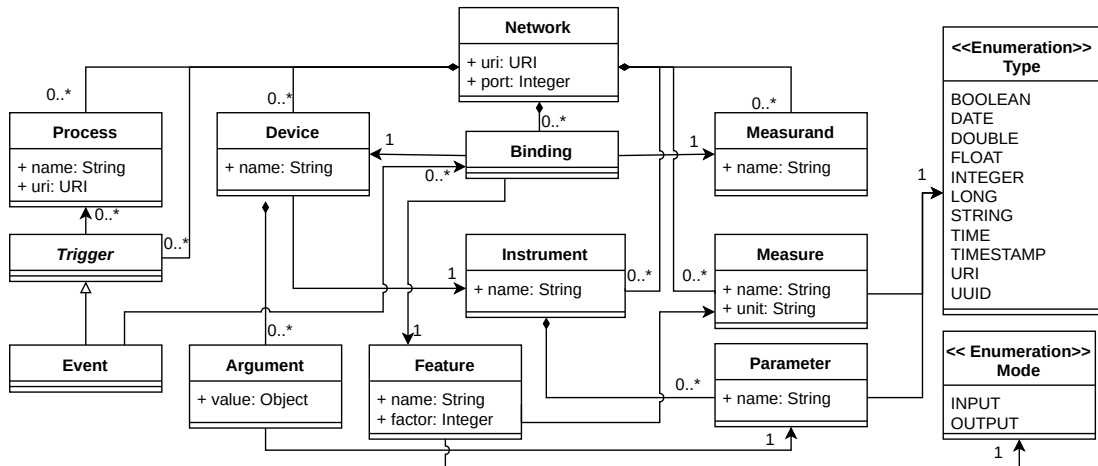 Network
+ uri: URI
+ port: Integer
<<Enumeration>>
Type
BOOLEAN
DATE
DOUBLE
FLOAT
INTEGER
LONG
STRING
TIME
TIMESTAMP
URI
UUID
0..*
0..*
0..*
0..*
Process
+ name: String
+ uri: URI
Device
+ name: String
1
Binding
0..*
1
Measurand
+ name: String
1
0..*
Trigger
0..*
Instrument
+ name: String
1
0..*
0..*
Measure
+ name: String
+ unit: String
Event
0..*
Argument
+ value: Object
1
Feature
+ name: String
+ factor: Integer
0..*
Parameter
+ name: String
1
<< Enumeration>>
Mode
INPUT
OUTPUT
1